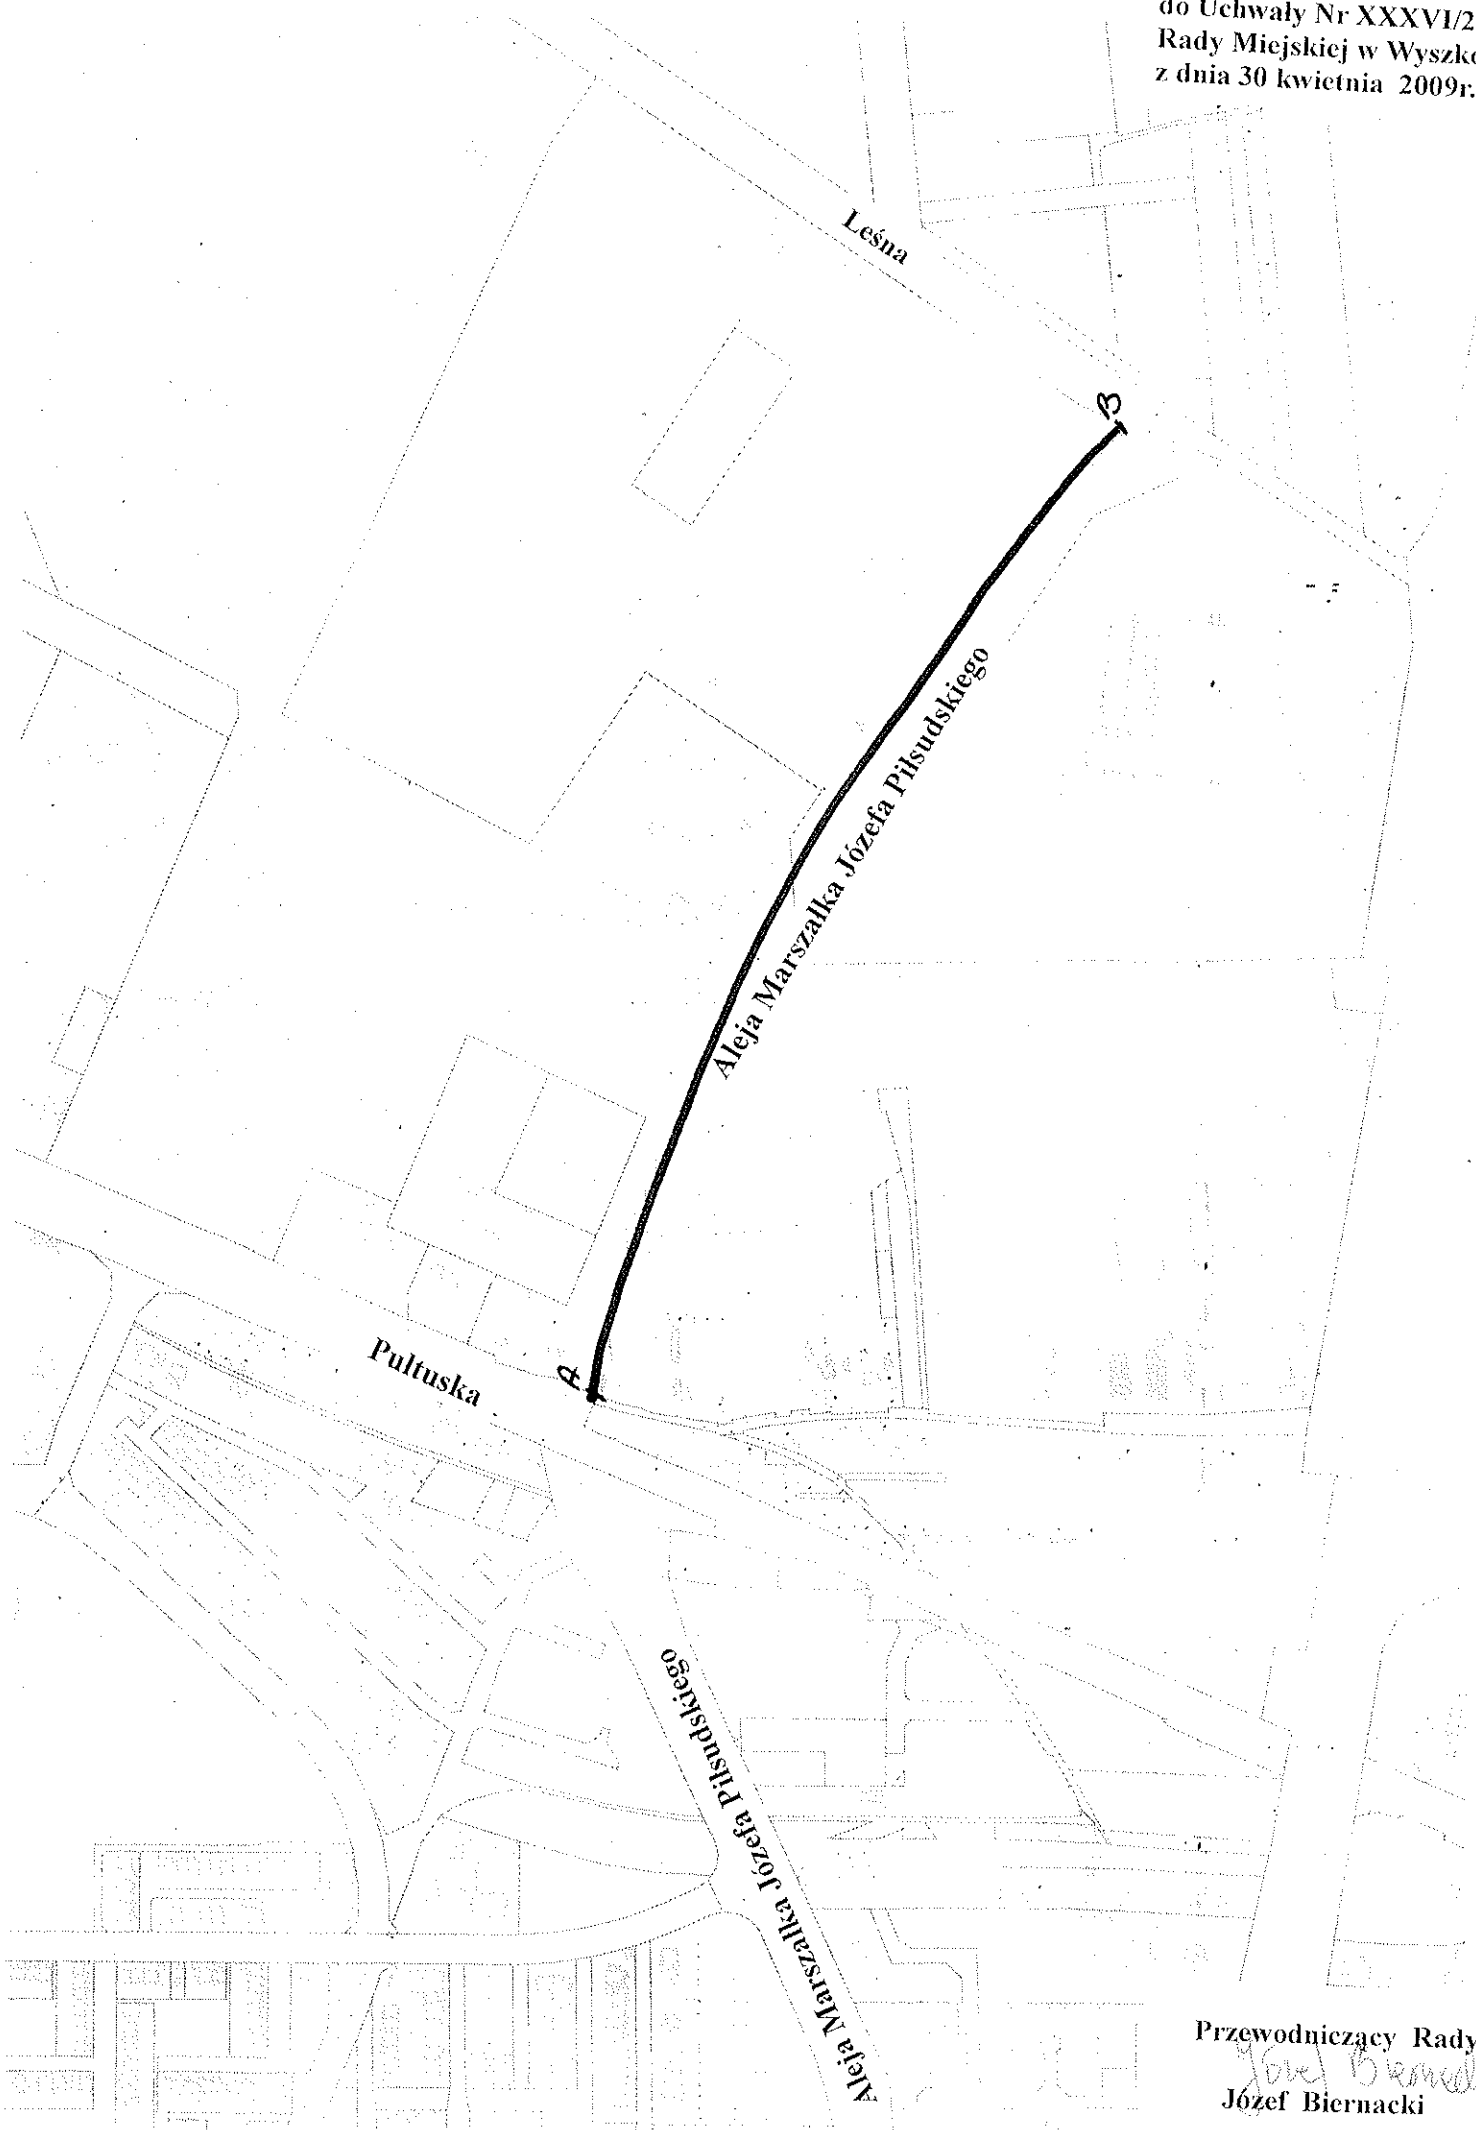 do Uchwały Nr XXXVI/2
Rady Miejskiej w Wyszko
z dnia 30 kwietnia 2009r.
Leśna
B
Aleja Marszałka Józefa Piłsudskiego
Pułtuska
A
Aleja Marszałka Józefa Piłsudskiego
Przewodniczący Rady
Józef Biernacki